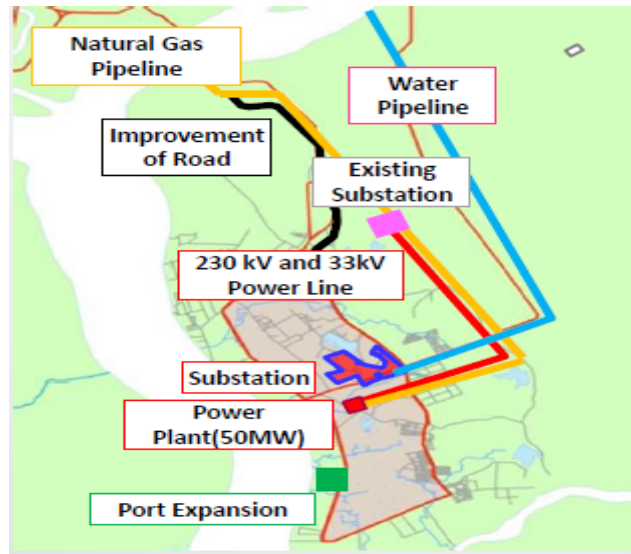 Natural Gas
Pipeline
Water
Pipeline
Improvement
of Road
Existing
Substation
230 kV and 33kV
Power Line
Substation
Power
Plant(50MW)
Port Expansion